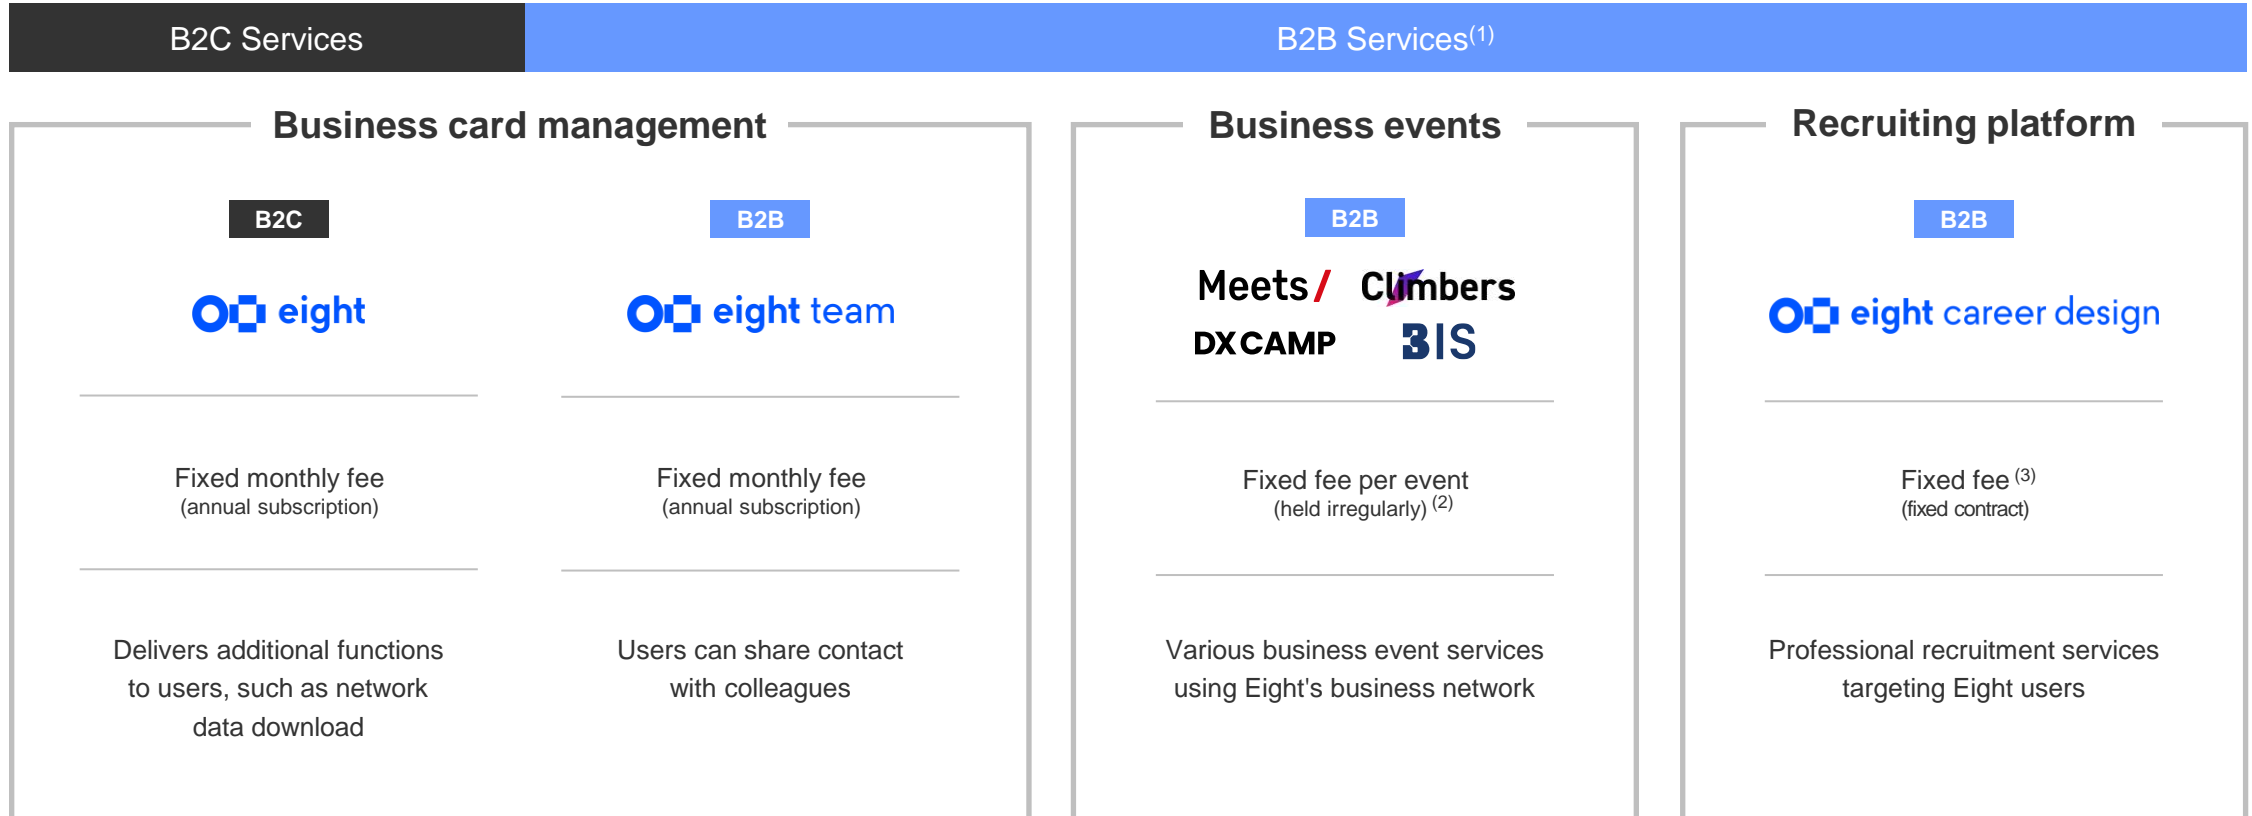 B2C Services
B2B Services(1)
Business card management
B2C
eight
Fixed monthly fee
(annual subscription)
Delivers additional functions
to users, such as network
data download
B2B
eight team
Fixed monthly fee
(annual subscription)
Users can share contact
with colleagues
Business events
B2B
Meets/ Climbers
DX CAMP BIS
Fixed fee per event
(held irregularly) (2)
Various business event services
using Eight's business network
Recruiting platform
B2B
eight career design
Fixed fee (3)
(fixed contract)
Professional recruitment services
targeting Eight users